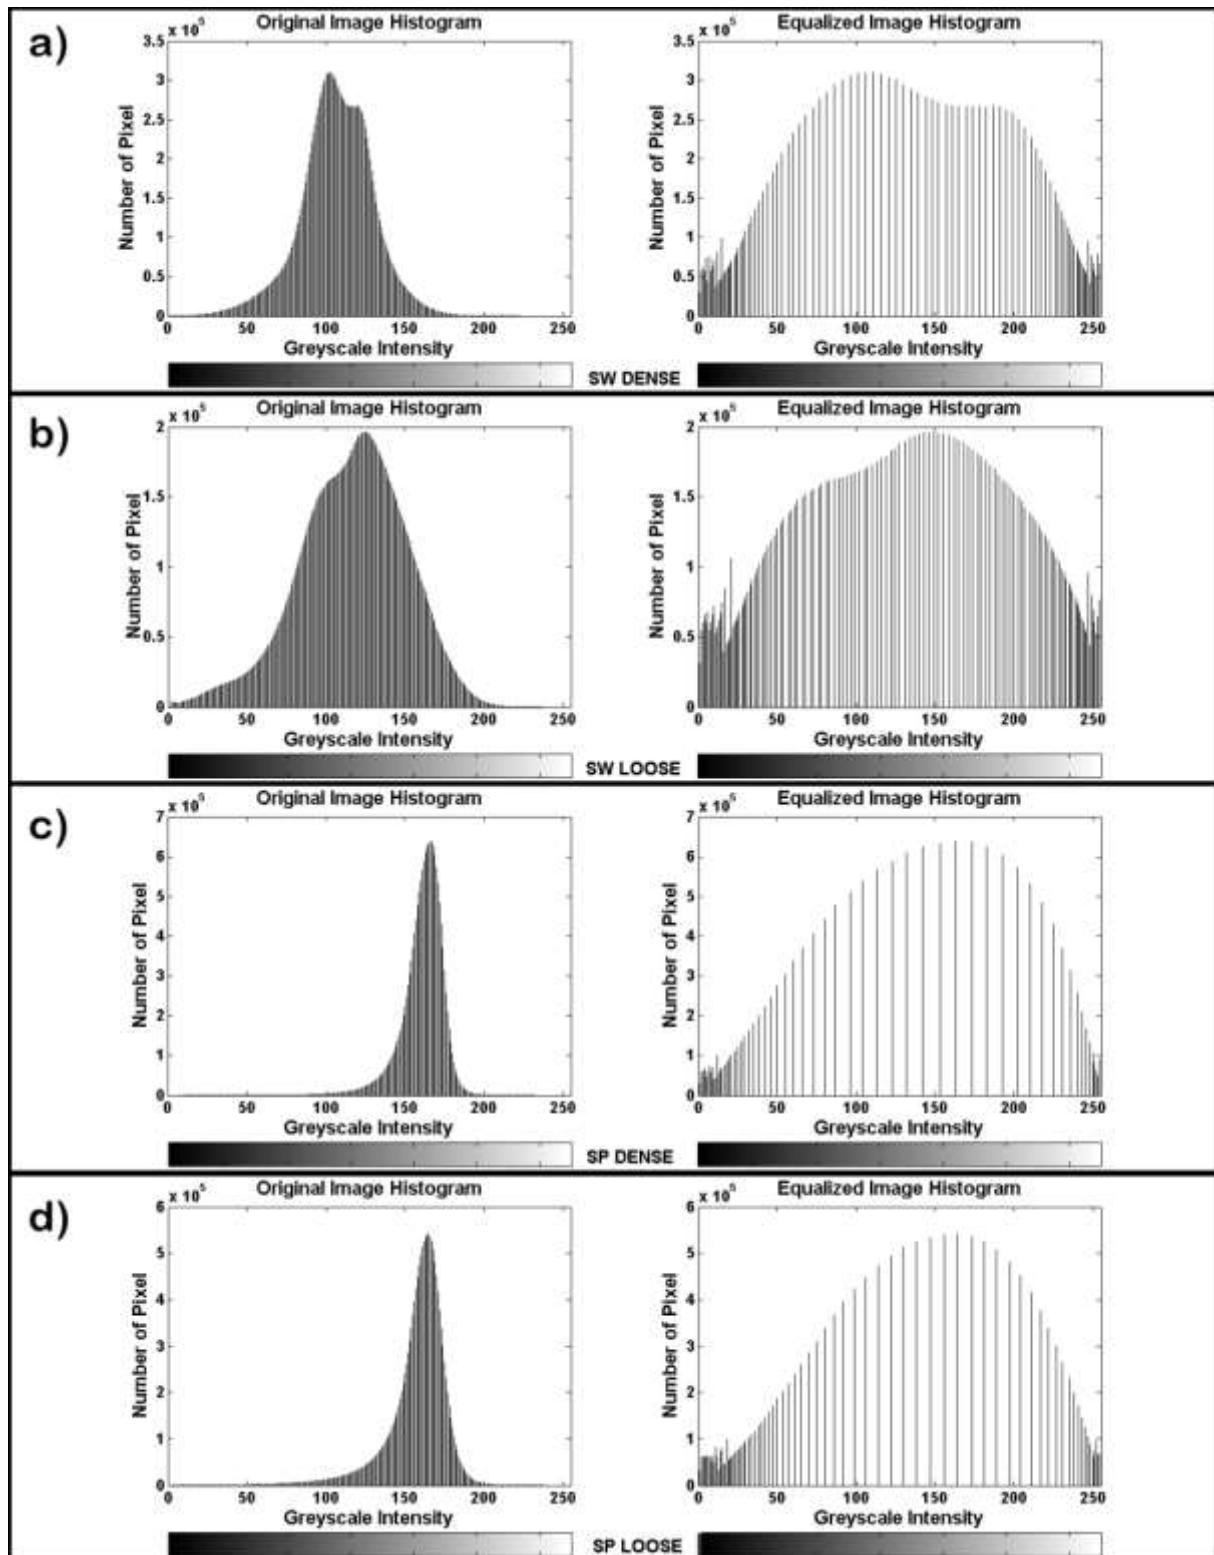 a)
Original Image Histogram
x 10^5
3.5
3
2.5
2
1.5
1
0.5
0
Number of Pixel
0 50 100 150 200 250
Greyscale Intensity
Equalized Image Histogram
x 10^5
3.5
3
2.5
2
1.5
1
0.5
0
Number of Pixel
0 50 100 150 200 250
Greyscale Intensity
SW DENSE
b)
Original Image Histogram
x 10^5
2
1.5
1
0.5
0
Number of Pixel
0 50 100 150 200 250
Greyscale Intensity
Equalized Image Histogram
x 10^5
2
1.5
1
0.5
0
Number of Pixel
0 50 100 150 200 250
Greyscale Intensity
SW LOOSE
c)
Original Image Histogram
x 10^5
7
6
5
4
3
2
1
0
Number of Pixel
0 50 100 150 200 250
Greyscale Intensity
Equalized Image Histogram
x 10^5
7
6
5
4
3
2
1
0
Number of Pixel
0 50 100 150 200 250
Greyscale Intensity
SP DENSE
d)
Original Image Histogram
x 10^5
6
5
4
3
2
1
0
Number of Pixel
0 50 100 150 200 250
Greyscale Intensity
Equalized Image Histogram
x 10^5
6
5
4
3
2
1
0
Number of Pixel
0 50 100 150 200 250
Greyscale Intensity
SP LOOSE